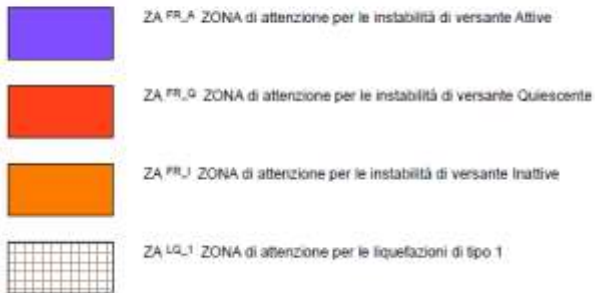 ZA FR_A ZONA di attenzione per le instabilità di versante Attive
ZA FR_Q ZONA di attenzione per le instabilità di versante Quiescente
ZA FR_I ZONA di attenzione per le instabilità di versante Inattive
ZA LQ_1 ZONA di attenzione per le liquefazioni di tipo 1